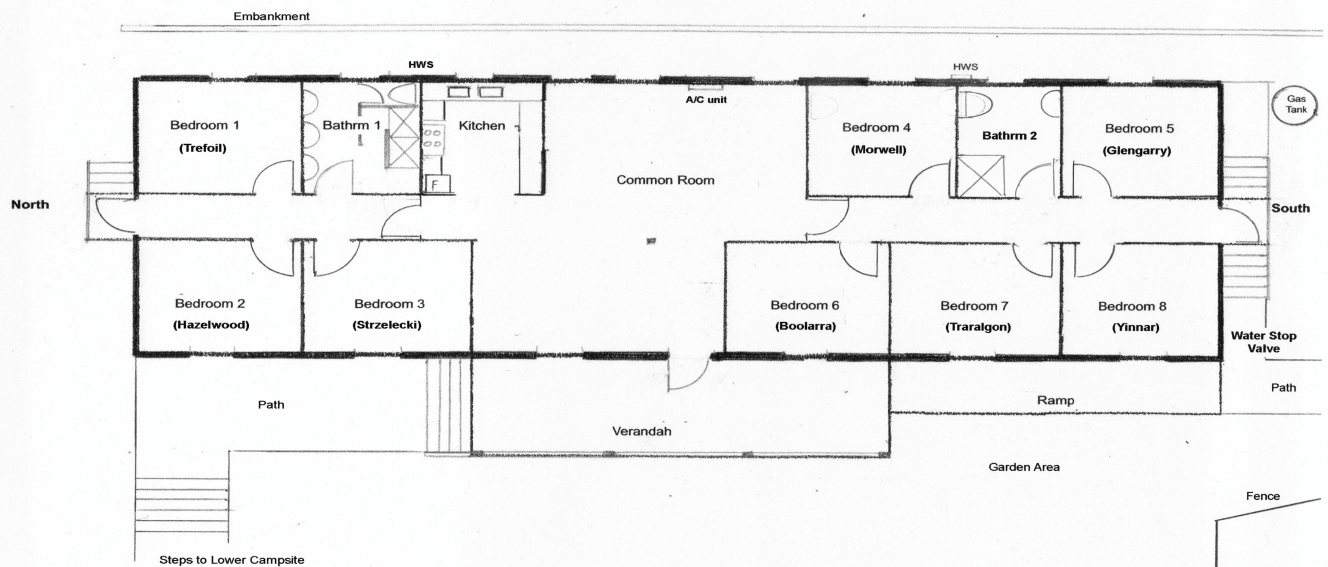 Embankment
HWS
HWS
A/C unit
Gas
Tank
Bedroom 1
(Trefoil)
Bathrm 1
Kitchen
F
Common Room
Bedroom 4
(Morwell)
Bathrm 2
Bedroom 5
(Glengarry)
North
South
Bedroom 2
(Hazelwood)
Bedroom 3
(Strzelecki)
Bedroom 6
(Boolarra)
Bedroom 7
(Traralgon)
Bedroom 8
(Yinnar)
Water Stop
Valve
Path
Path
Ramp
Verandah
Garden Area
Fence
Steps to Lower Campsite